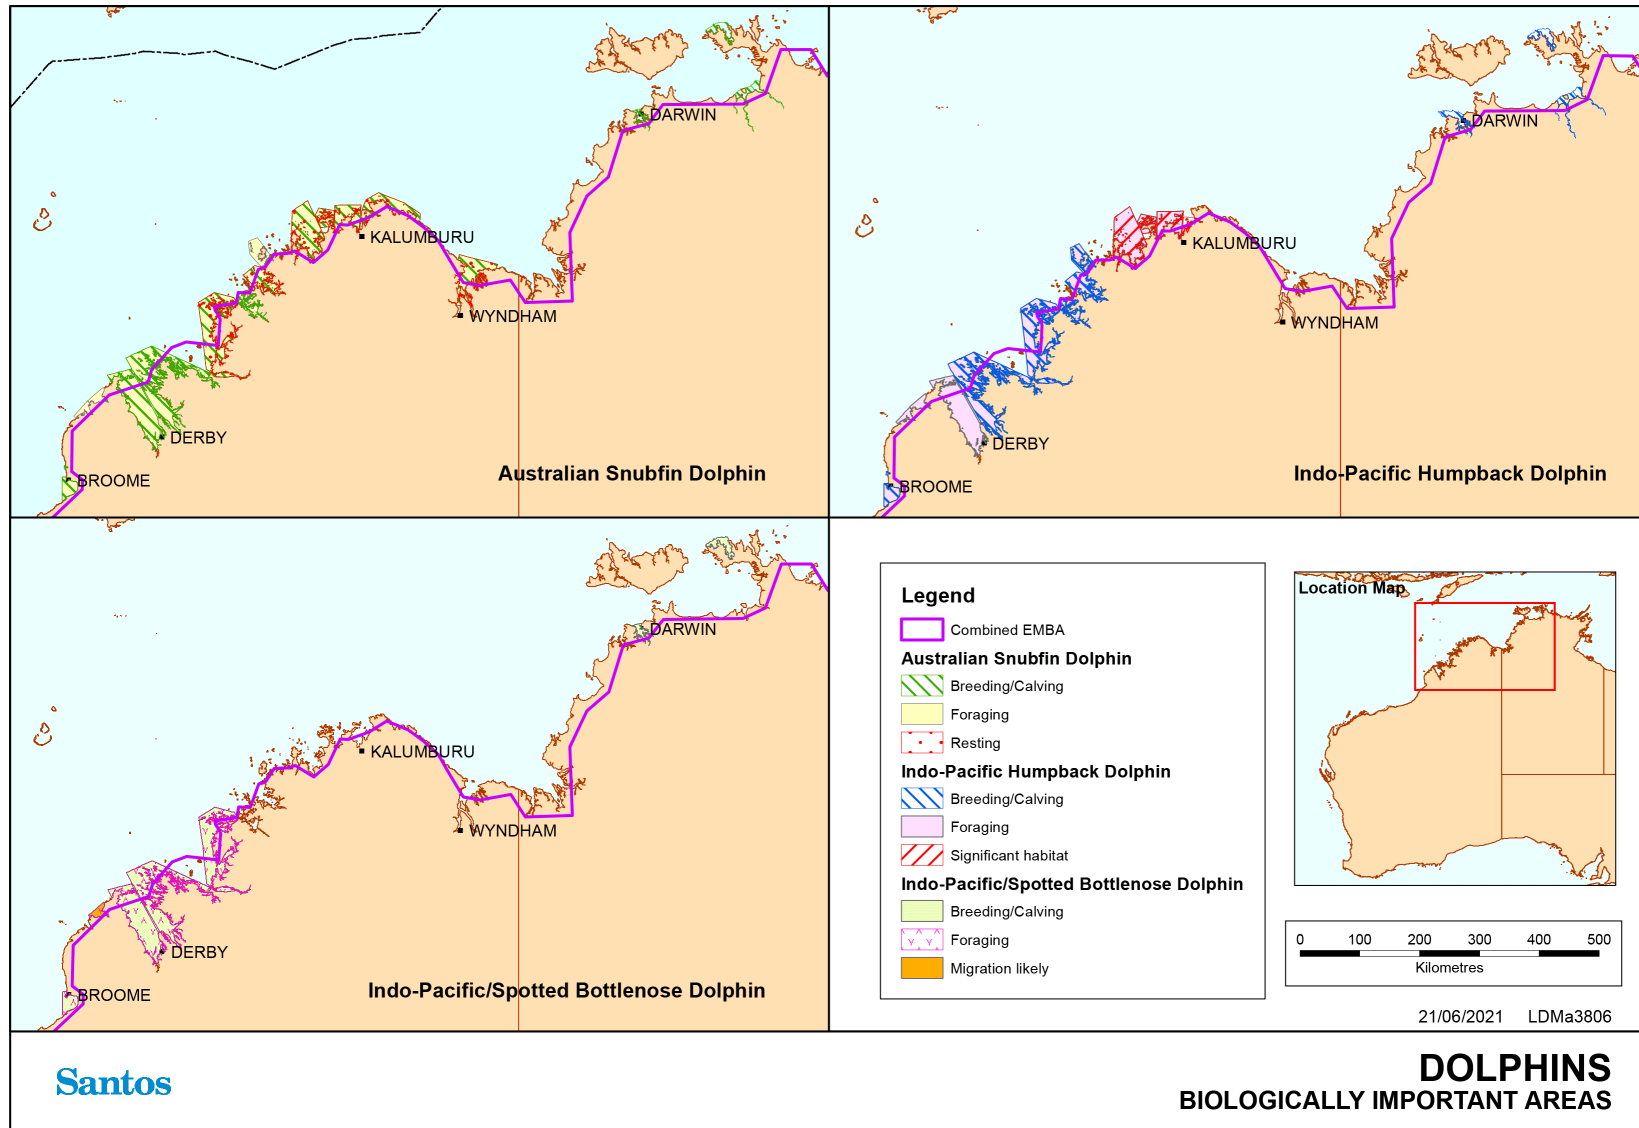 DARWIN
KALUMBURU
WYNDHAM
DERBY
BROOME
Australian Snubfin Dolphin
DARWIN
KALUMBURU
WYNDHAM
DERBY
BROOME
Indo-Pacific Humpback Dolphin
DARWIN
KALUMBURU
WYNDHAM
DERBY
BROOME
Indo-Pacific/Spotted Bottlenose Dolphin
Legend
Combined EMBA
Australian Snubfin Dolphin
Breeding/Calving
Foraging
Resting
Indo-Pacific Humpback Dolphin
Breeding/Calving
Foraging
Significant habitat
Indo-Pacific/Spotted Bottlenose Dolphin
Breeding/Calving
Foraging
Migration likely
Location Map
0 100 200 300 400 500
Kilometres
21/06/2021 LDMa3806
Santos
DOLPHINS
BIOLOGICALLY IMPORTANT AREAS